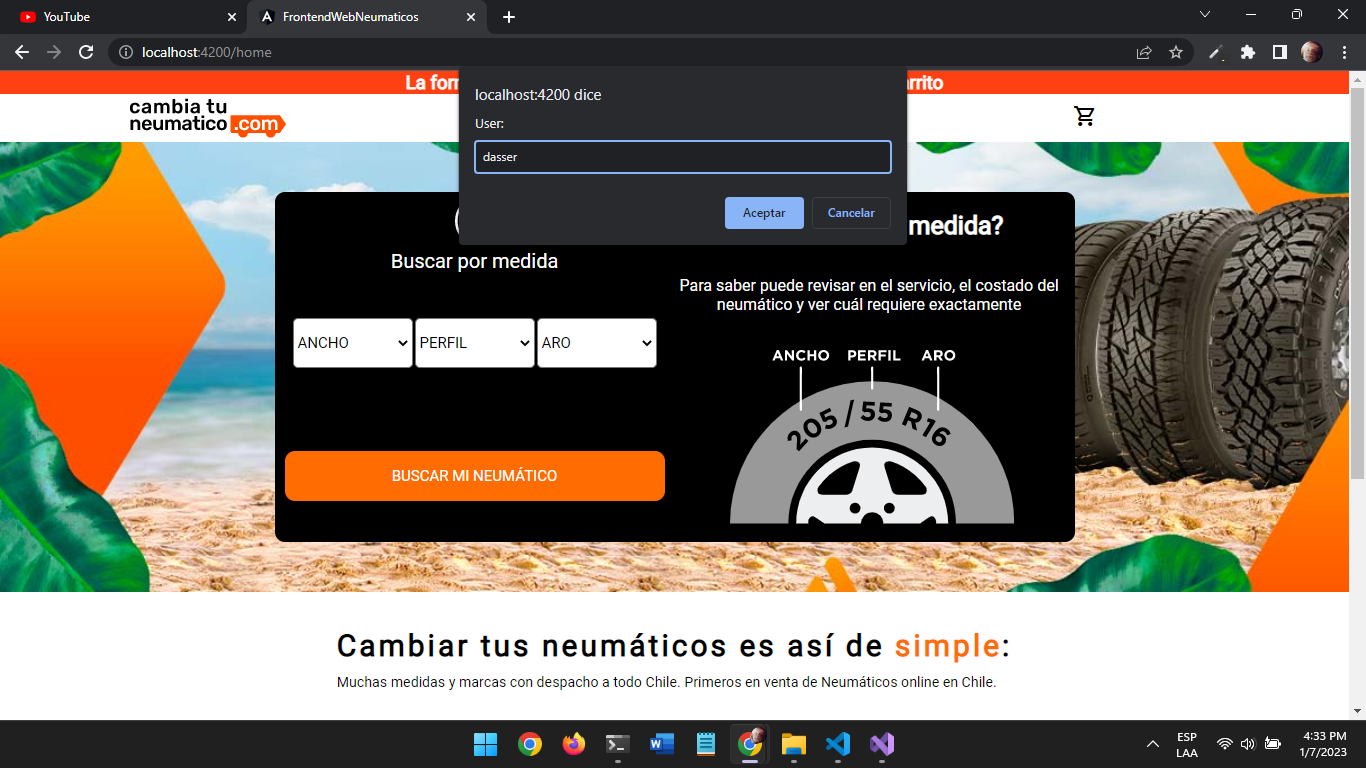 YouTube
FrontendWebNeumaticos
localhost:4200/home
La
arrito
cambia tu
neumatico .com
localhost:4200 dice
User:
dasser
Aceptar
Cancelar
medida?
Buscar por medida
Para saber puede revisar en el servicio, el costado del
neumático y ver cuál requiere exactamente
ANCHO
PERFIL
ARO
ANCHO PERFIL ARO
205 / 55 R16
BUSCAR MI NEUMÁTICO
Cambiar tus neumáticos es así de simple:
Muchas medidas y marcas con despacho a todo Chile. Primeros en venta de Neumáticos online en Chile.
ESP
LAA
4:33 PM
1/7/2023